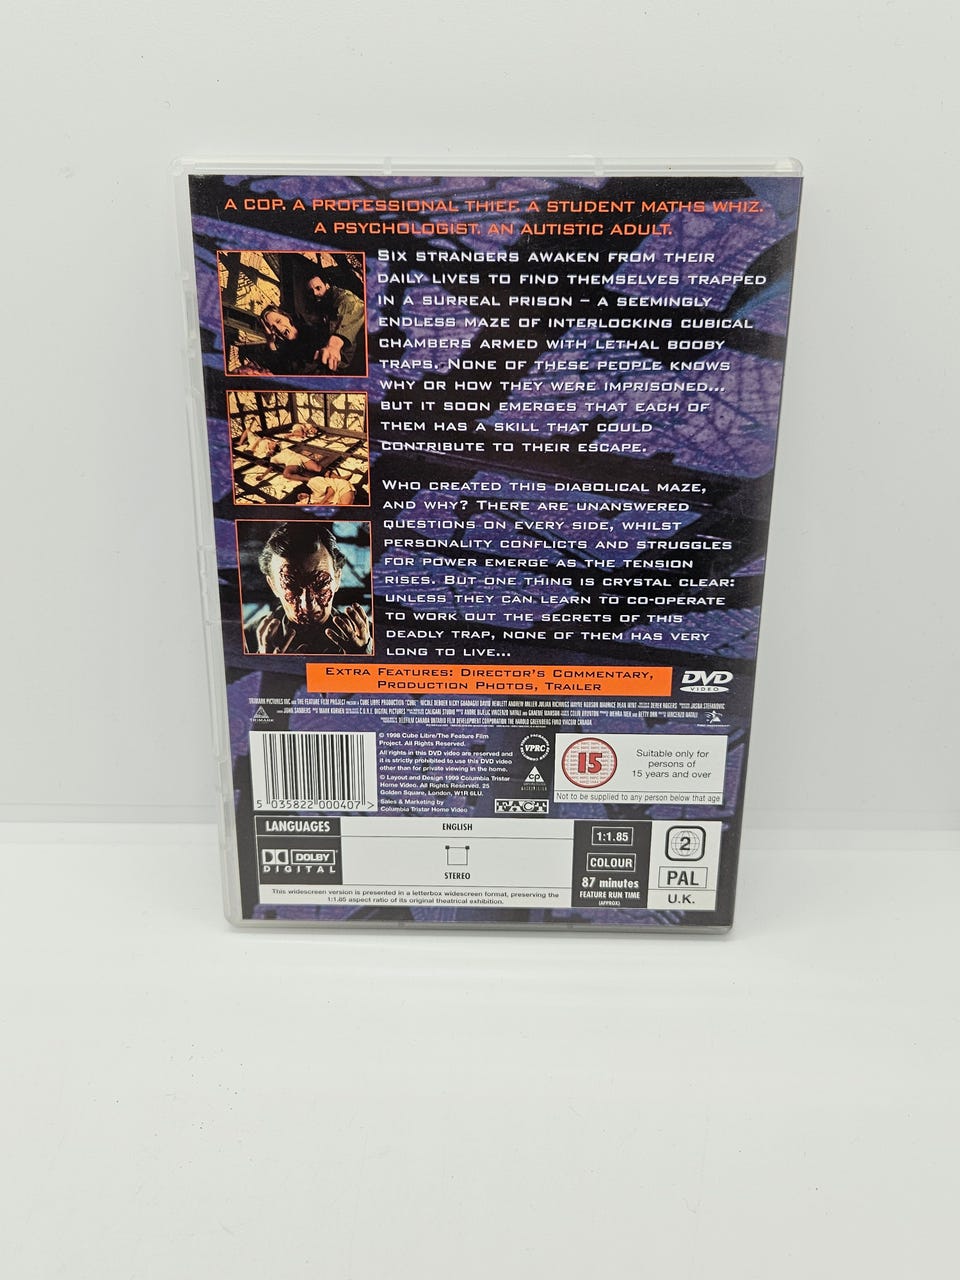 A COP. A PROFESSIONAL THIEF. A STUDENT MATHS WHIZ.
A PSYCHOLOGIST. AN AUTISTIC ADULT.
SIX STRANGERS AWAKEN FROM THEIR
DAILY LIVES TO FIND THEMSELVES TRAPPED
IN A SURREAL PRISON – A SEEMINGLY
ENDLESS MAZE OF INTERLOCKING CUBICAL
CHAMBERS ARMED WITH LETHAL BOOBY
TRAPS. NONE OF THESE PEOPLE KNOWS
WHY OR HOW THEY WERE IMPRISONED...
BUT IT SOON EMERGES THAT EACH OF
THEM HAS A SKILL THAT COULD
CONTRIBUTE TO THEIR ESCAPE.
WHO CREATED THIS DIABOLICAL MAZE,
AND WHY? THERE ARE UNANSWERED
QUESTIONS ON EVERY SIDE, WHILST
PERSONALITY CONFLICTS AND STRUGGLES
FOR POWER EMERGE AS THE TENSION
RISES. BUT ONE THING IS CRYSTAL CLEAR:
UNLESS THEY CAN LEARN TO CO-OPERATE
TO WORK OUT THE SECRETS OF THIS
DEADLY TRAP, NONE OF THEM HAS VERY
LONG TO LIVE...
EXTRA FEATURES: DIRECTOR'S COMMENTARY,
PRODUCTION PHOTOS, TRAILER
DVD
VIDEO
TRIMARK
© 1998 Cube Libre/The Feature Film
Project. All Rights Reserved.
All rights in this DVD video are reserved and
it is strictly prohibited to use this DVD video
other than for private viewing in the home.
© Layout and Design 1999 Columbia Tristar
Home Video. All Rights Reserved, 25
Golden Square, London, W1R 6LU.
Sales & Marketing by
Columbia Tristar Home Video
5 035822 000407 >
VPRC
FACT
15
Suitable only for
persons of
15 years and over
Not to be supplied to any person below that age
LANGUAGES
ENGLISH
DOLBY
DIGITAL
STEREO
This widescreen version is presented in a letterbox widescreen format, preserving the
1:1.85 aspect ratio of its original theatrical exhibition.
1:1.85
COLOUR
87 minutes
FEATURE RUN TIME
(APPROX)
2
PAL
U.K.